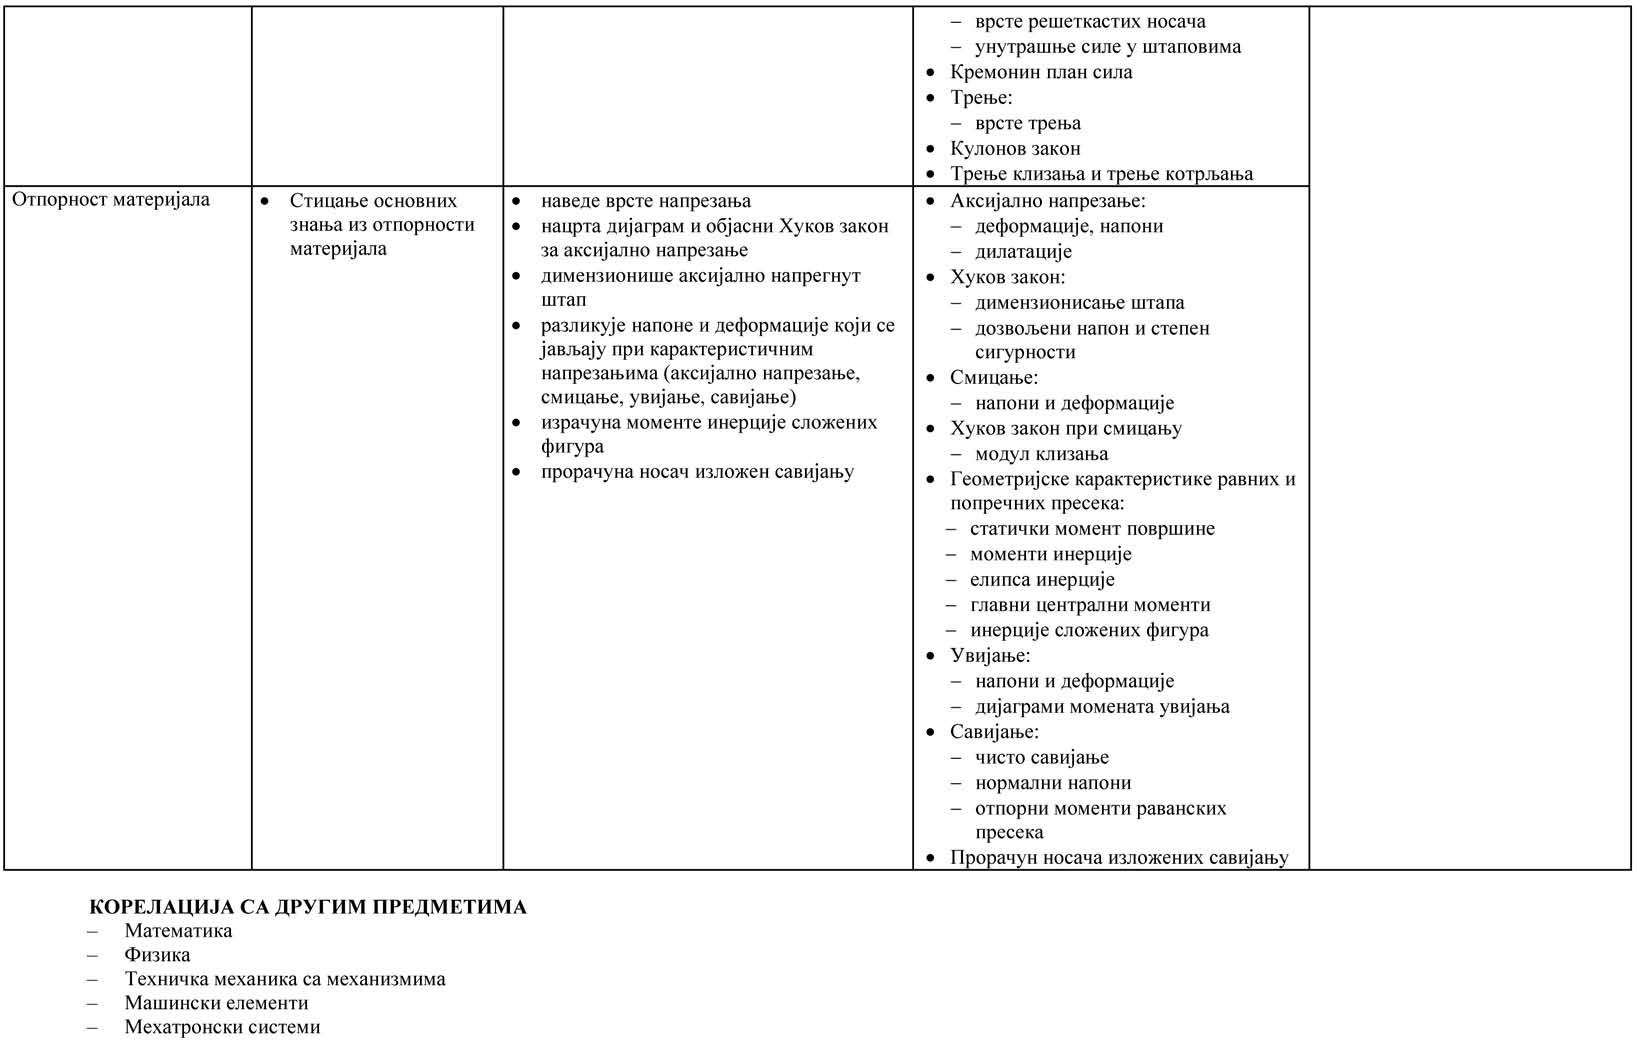 – врсте решеткастих носача
– унутрашње силе у штаповима
• Кремонин план сила
• Трење:
– врсте трења
• Кулонов закон
• Трење клизања и трење котрљања
Отпорност материјала
• Стицање основних
знања из отпорности
материјала
• наведе врсте напрезања
• нацрта дијаграм и објасни Хуков закон
за аксијално напрезање
• димензионише аксијално напрегнут
штап
• разликује напоне и деформације који се
јављају при карактеристичним
напрезањима (аксијално напрезање,
смицање, увијање, савијање)
• израчуна моменте инерције сложених
фигура
• прорачуна носач изложен савијању
• Аксијално напрезање:
– деформације, напони
– дилатације
• Хуков закон:
– димензионисање штапа
– дозвољени напон и степен
сигурности
• Смицање:
– напони и деформације
• Хуков закон при смицању
– модул клизања
• Геометријске карактеристике равних и
попречних пресека:
– статички момент површине
– моменти инерције
– елипса инерције
– главни централни моменти
– инерције сложених фигура
• Увијање:
– напони и деформације
– дијаграми момената увијања
• Савијање:
– чисто савијање
– нормални напони
– отпорни моменти раванских
пресека
• Прорачун носача изложених савијању
КОРЕЛАЦИЈА СА ДРУГИМ ПРЕДМЕТИМА
– Математика
– Физика
– Техничка механика са механизмима
– Машински елементи
– Мехатронски системи